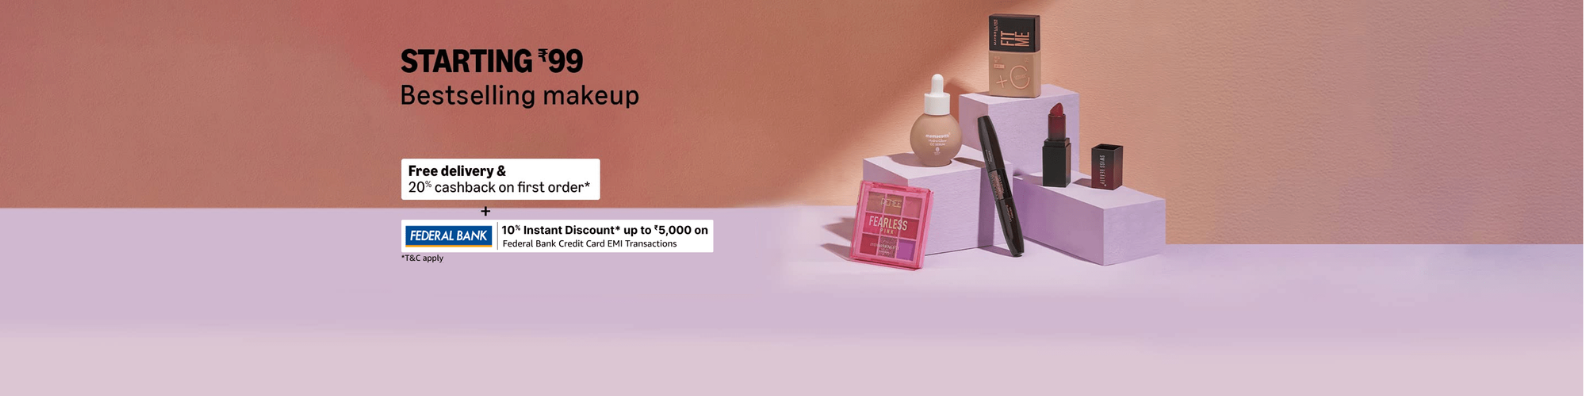 STARTING ₹99
Bestselling makeup
Free delivery &
20% cashback on first order*
+
FEDERAL BANK
10% Instant Discount* up to ₹5,000 on
Federal Bank Credit Card EMI Transactions
*T&C apply
FIT
ME
+C
RENEE
FEARLESS